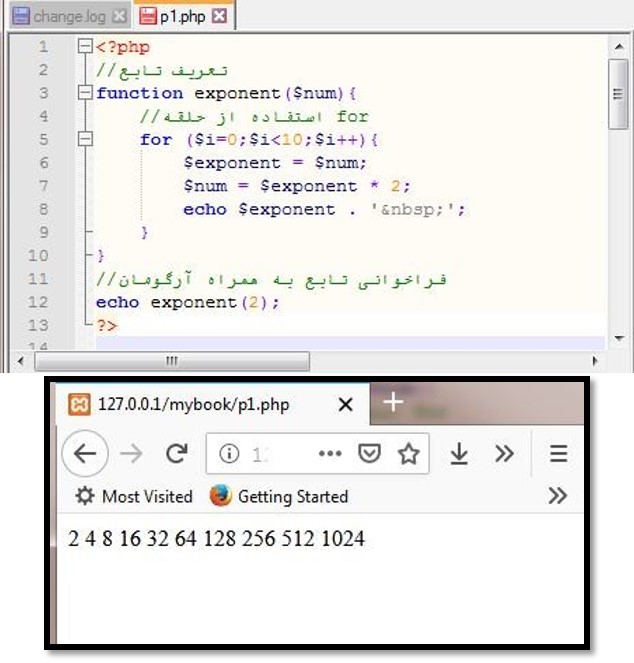 change.log
p1.php
1 <?php
2 //تعریف تابع
3 function exponent($num){
4 //استفاده از حلقه for
5 for ($i=0;$i<10;$i++){
6 $exponent = $num;
7 $num = $exponent * 2;
8 echo $exponent . '&nbsp;';
9 }
10 }
11 //فراخوانی تابع به همراه آرگومان
12 echo exponent(2);
13 ?>
14
127.0.0.1/mybook/p1.php
Most Visited Getting Started
2 4 8 16 32 64 128 256 512 1024